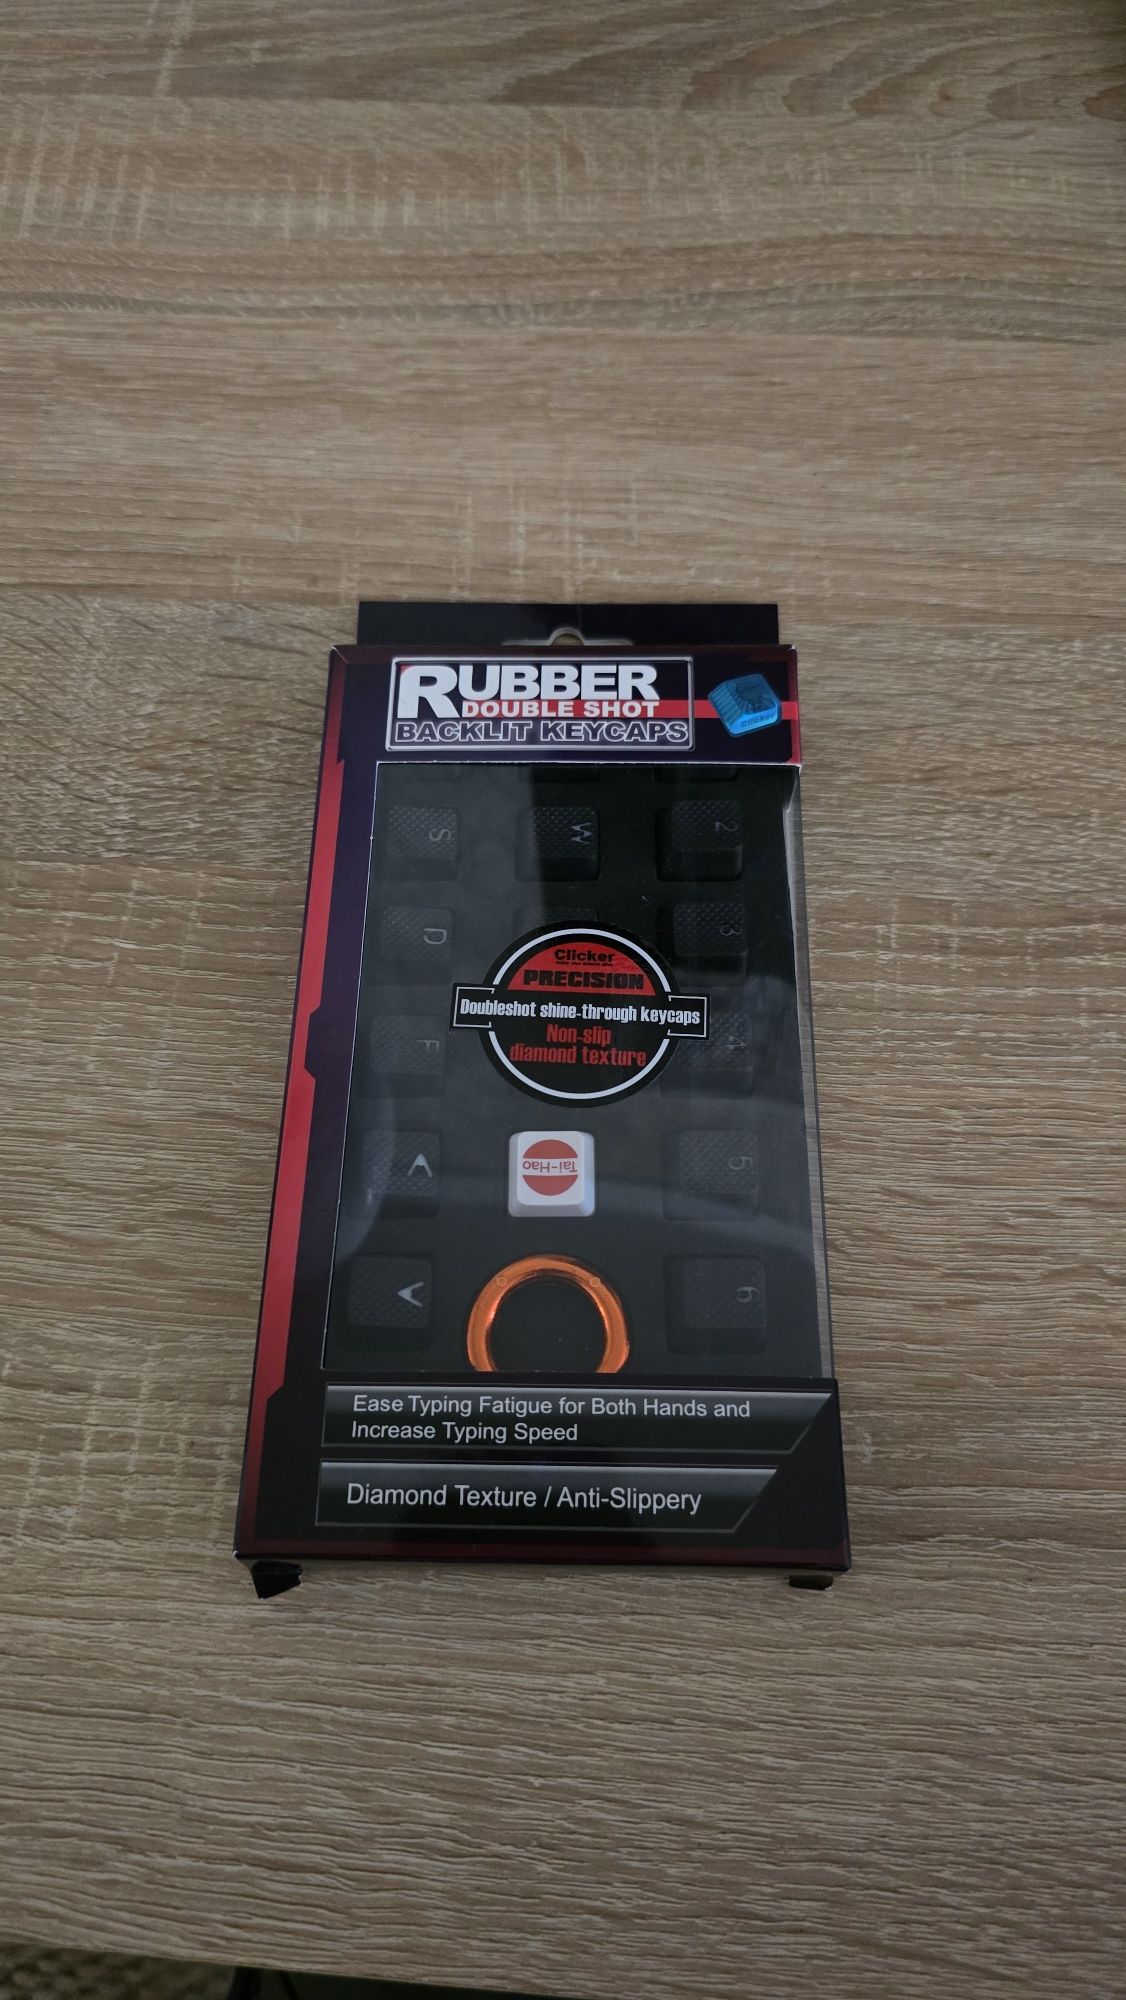 RUBBER
DOUBLE SHOT
BACKLIT KEYCAPS
Clicker
S
W
2
D
3
Clicker
PRECISION
Doubleshot shine-through keycaps
Non-slip
diamond texture
F
4
Tai-Hao
5
6
Ease Typing Fatigue for Both Hands and
Increase Typing Speed
Diamond Texture / Anti-Slippery